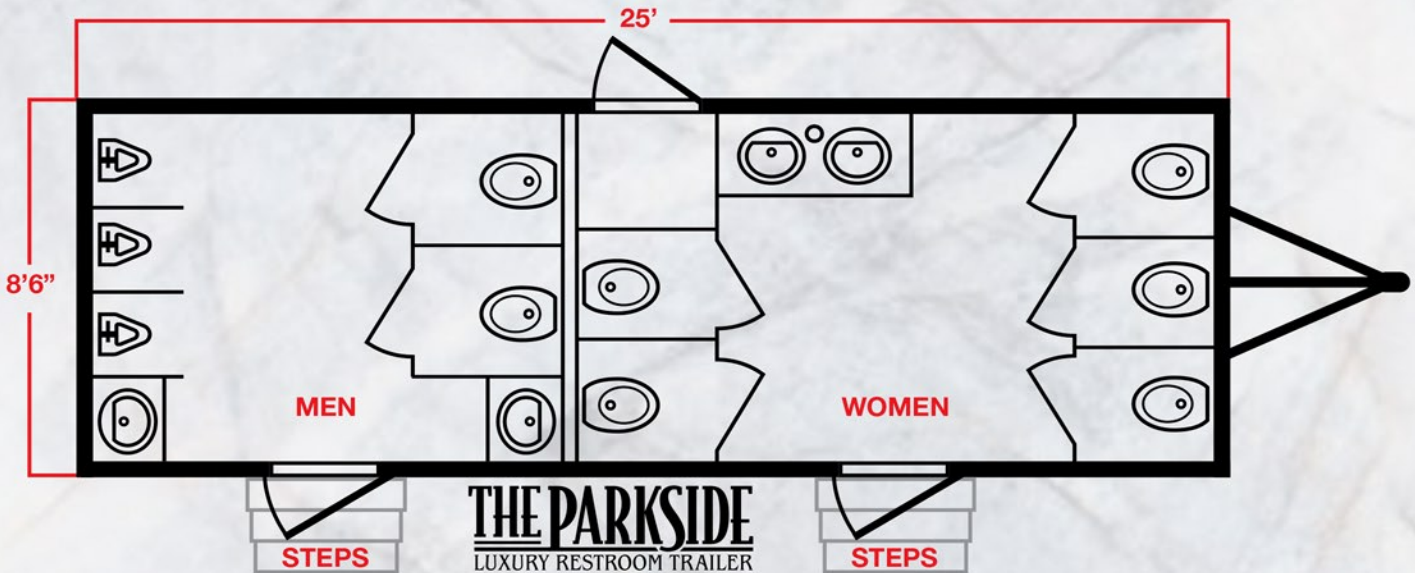 25'
8'6”
MEN
WOMEN
STEPS
THE PARKSIDE
LUXURY RESTROOM TRAILER
STEPS